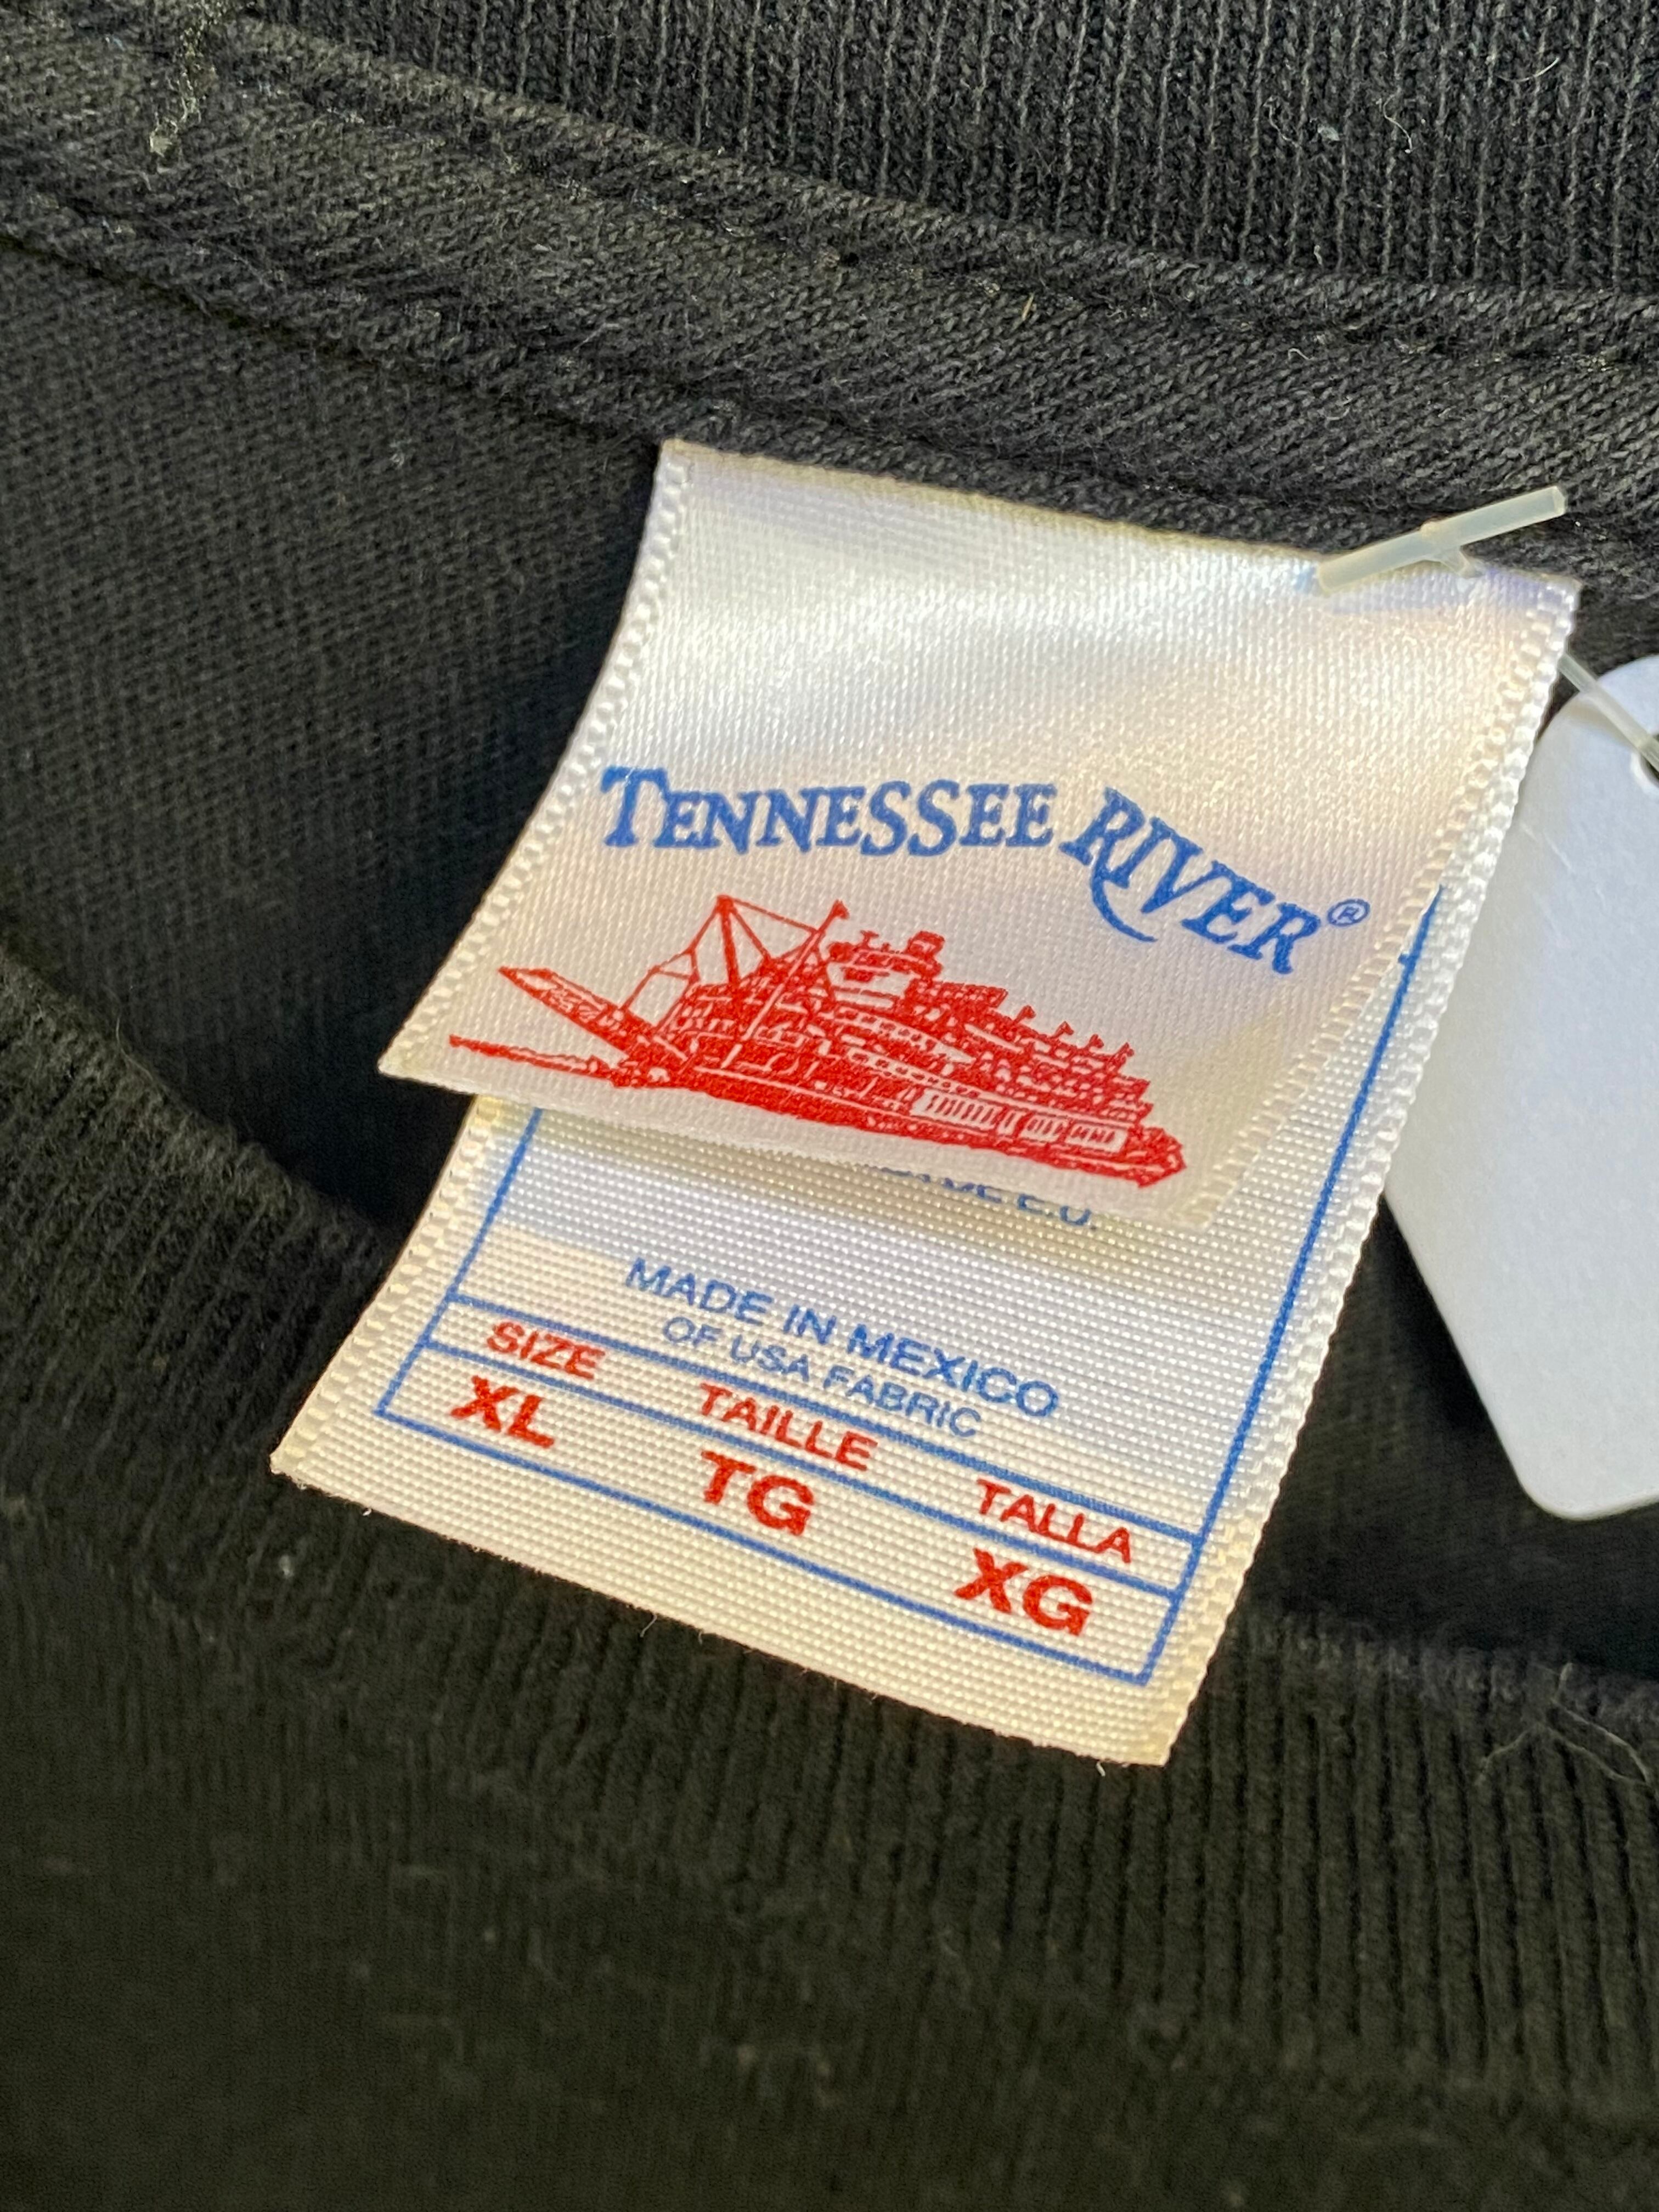 TENNESSEE RIVER®
E.U.
MADE IN MEXICO
OF USA FABRIC
SIZE TAILLE TALLA
XL TG XG